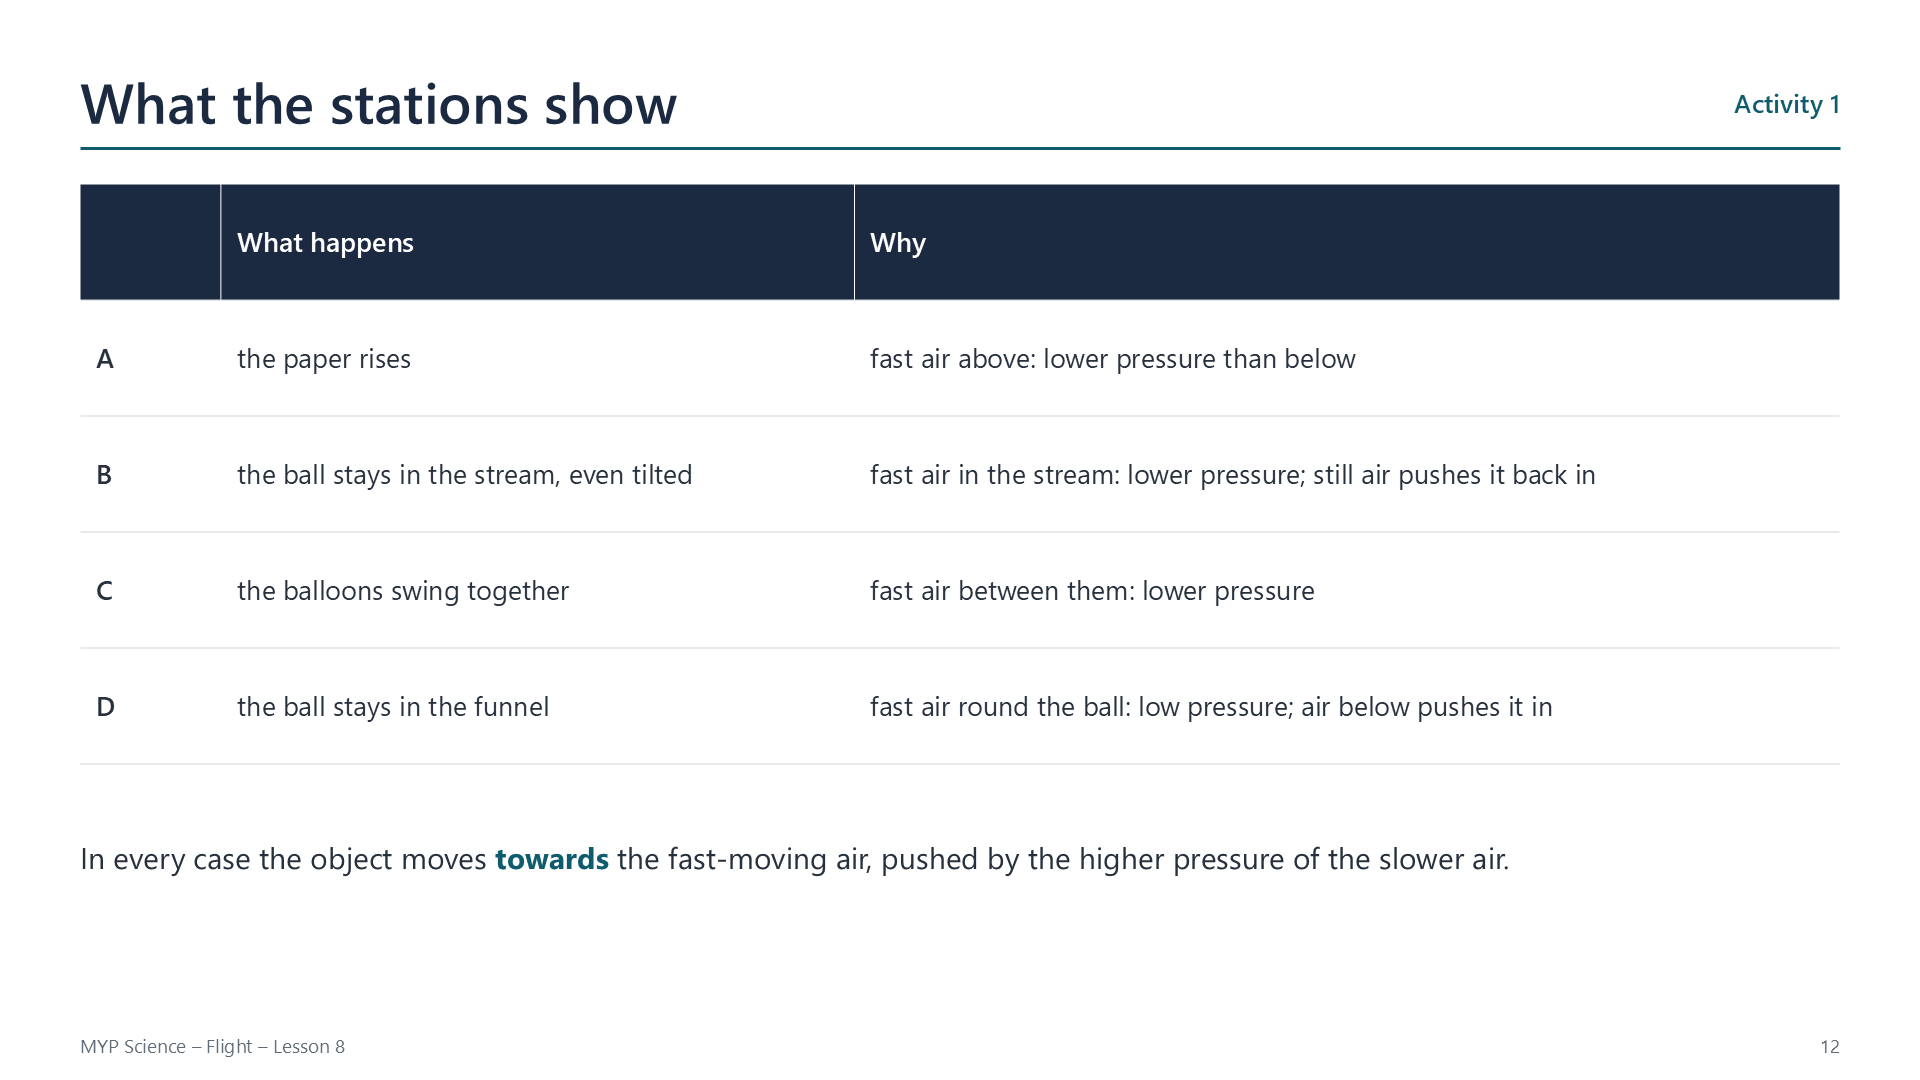 What the stations show
Activity 1
What happens
Why
A
the paper rises
fast air above: lower pressure than below
B
the ball stays in the stream, even tilted
fast air in the stream: lower pressure; still air pushes it back in
C
the balloons swing together
fast air between them: lower pressure
D
the ball stays in the funnel
fast air round the ball: low pressure; air below pushes it in
In every case the object moves towards the fast-moving air, pushed by the higher pressure of the slower air.
MYP Science – Flight – Lesson 8
12